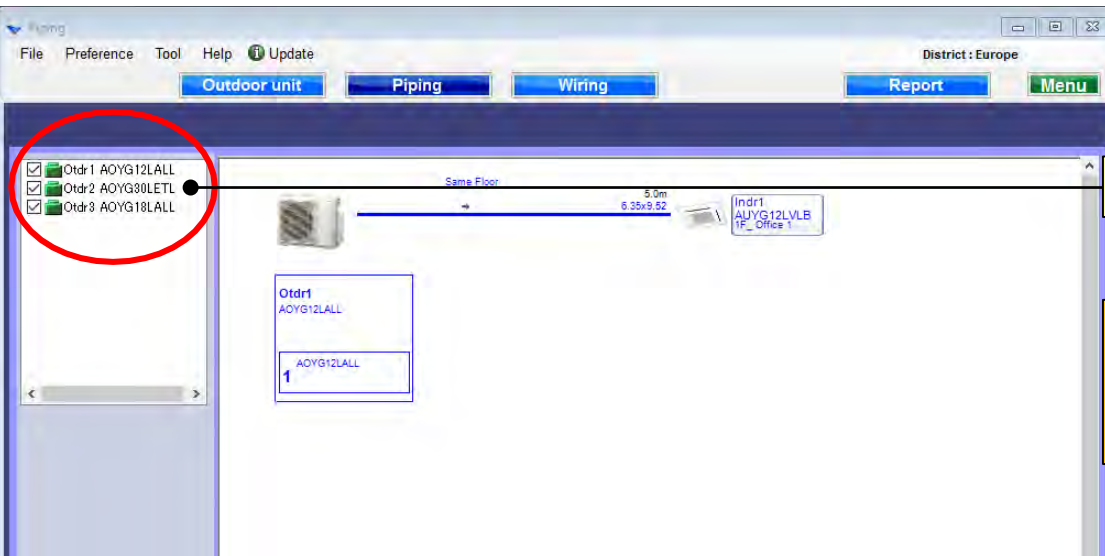 Piping
File Preference Tool Help Update District : Europe
Outdoor unit Piping Wiring Report Menu
Otdr1 AOYG12LALL
Otdr2 AOYG30LETL
Otdr3 AOYG18LALL
Same Floor
5.0m
6.35x9.52
Indr1
AUYG12LVLB
1F_ Office 1
Otdr1
AOYG12LALL
AOYG12LALL
1